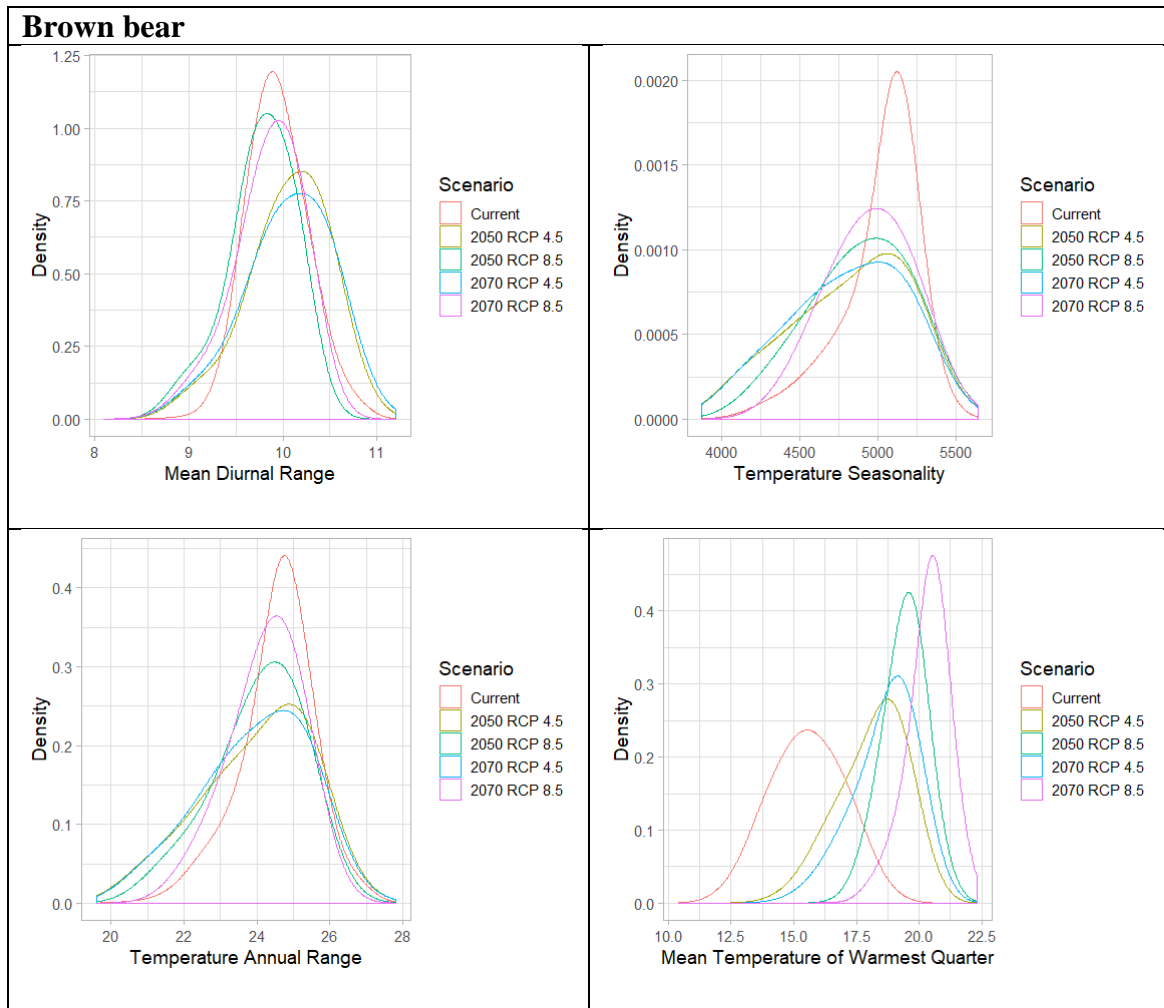 Brown bear
1.25
1.00
0.75
0.50
0.25
0.00
Density
8 9 10 11
Mean Diurnal Range
Scenario
Current
2050 RCP 4.5
2050 RCP 8.5
2070 RCP 4.5
2070 RCP 8.5
0.0020
0.0015
0.0010
0.0005
0.0000
Density
4000 4500 5000 5500
Temperature Seasonality
Scenario
Current
2050 RCP 4.5
2050 RCP 8.5
2070 RCP 4.5
2070 RCP 8.5
0.4
0.3
0.2
0.1
0.0
Density
20 22 24 26 28
Temperature Annual Range
Scenario
Current
2050 RCP 4.5
2050 RCP 8.5
2070 RCP 4.5
2070 RCP 8.5
0.4
0.3
0.2
0.1
0.0
Density
10.0 12.5 15.0 17.5 20.0 22.5
Mean Temperature of Warmest Quarter
Scenario
Current
2050 RCP 4.5
2050 RCP 8.5
2070 RCP 4.5
2070 RCP 8.5